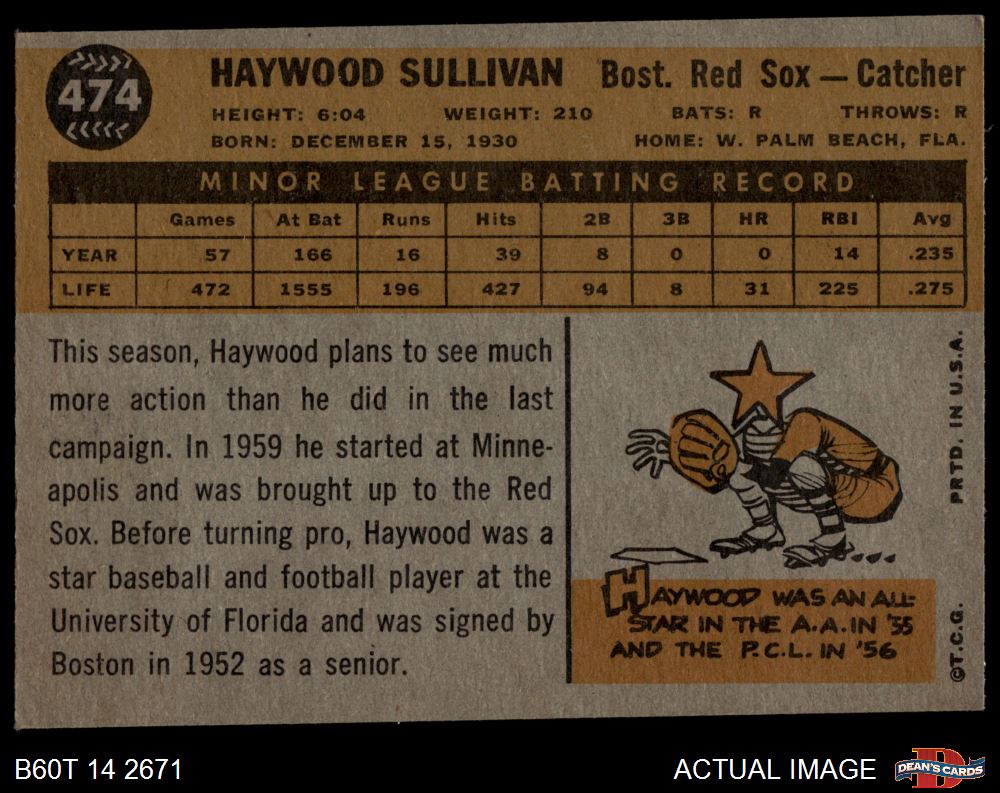 474
HAYWOOD SULLIVAN Bost. Red Sox — Catcher
HEIGHT: 6:04 WEIGHT: 210 BATS: R THROWS: R
BORN: DECEMBER 15, 1930 HOME: W. PALM BEACH, FLA.
MINOR LEAGUE BATTING RECORD
Games At Bat Runs Hits 2B 3B HR RBI Avg
YEAR 57 166 16 39 8 0 0 14 .235
LIFE 472 1555 196 427 94 8 31 225 .275
This season, Haywood plans to see much
more action than he did in the last
campaign. In 1959 he started at Minne-
apolis and was brought up to the Red
Sox. Before turning pro, Haywood was a
star baseball and football player at the
University of Florida and was signed by
Boston in 1952 as a senior.
HAYWOOD WAS AN ALL-
STAR IN THE A.A. IN '55
AND THE P.C.L. IN '56
PRTD. IN U.S.A.
©T.C.G.
B60T 14 2671
ACTUAL IMAGE
D
DEAN'S CARDS